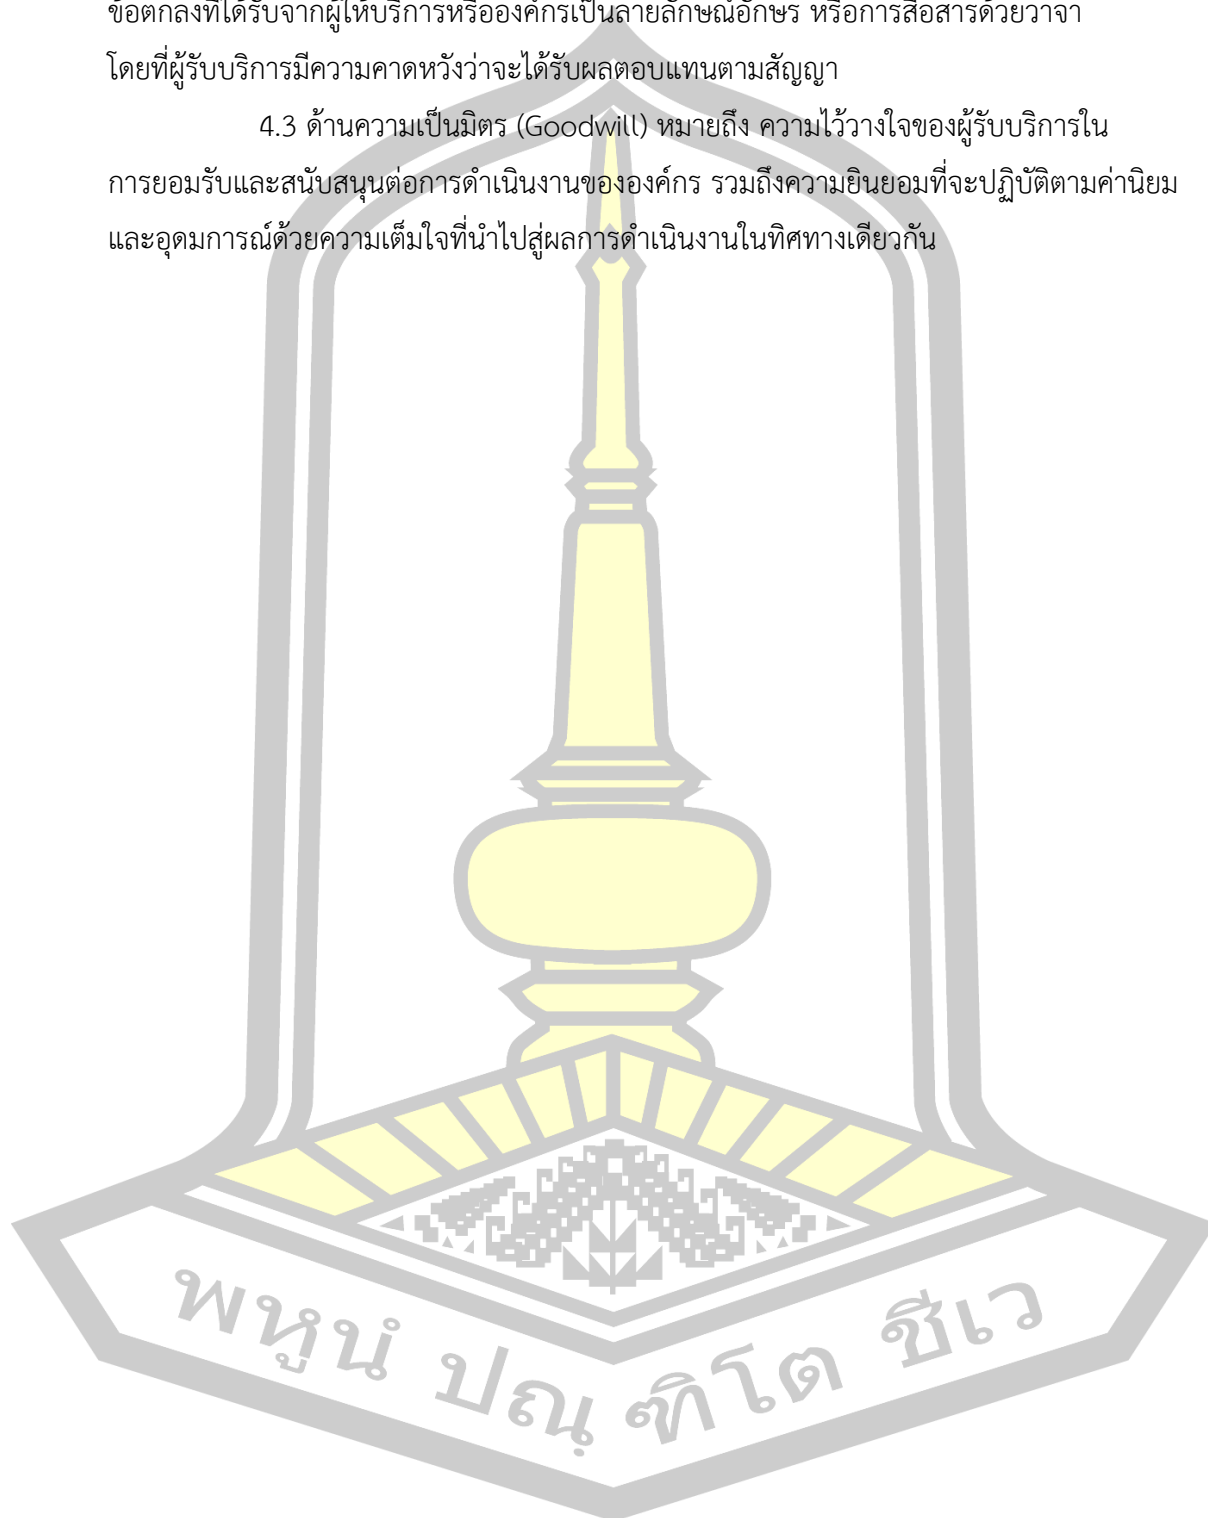 ข้อตกลงที่ได้รับจากผู้ให้บริการหรือองค์กรเป็นลายลักษณ์อักษร หรือการสื่อสารด้วยวาจา
โดยที่ผู้รับบริการมีความคาดหวังว่าจะได้รับผลตอบแทนตามสัญญา
4.3 ด้านความเป็นมิตร (Goodwill) หมายถึง ความไว้วางใจของผู้รับบริการใน
การยอมรับและสนับสนุนต่อการดำเนินงานขององค์กร รวมถึงความยินยอมที่จะปฏิบัติตามค่านิยม
และอุดมการณ์ด้วยความเต็มใจที่นำไปสู่ผลการดำเนินงานในทิศทางเดียวกัน
พหูนํ ปณฺฑิโต ชีเว